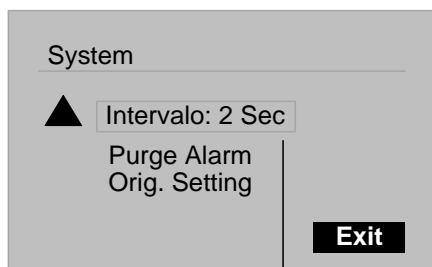 System
Intervalo: 2 Sec
Purge Alarm
Orig. Setting
Exit